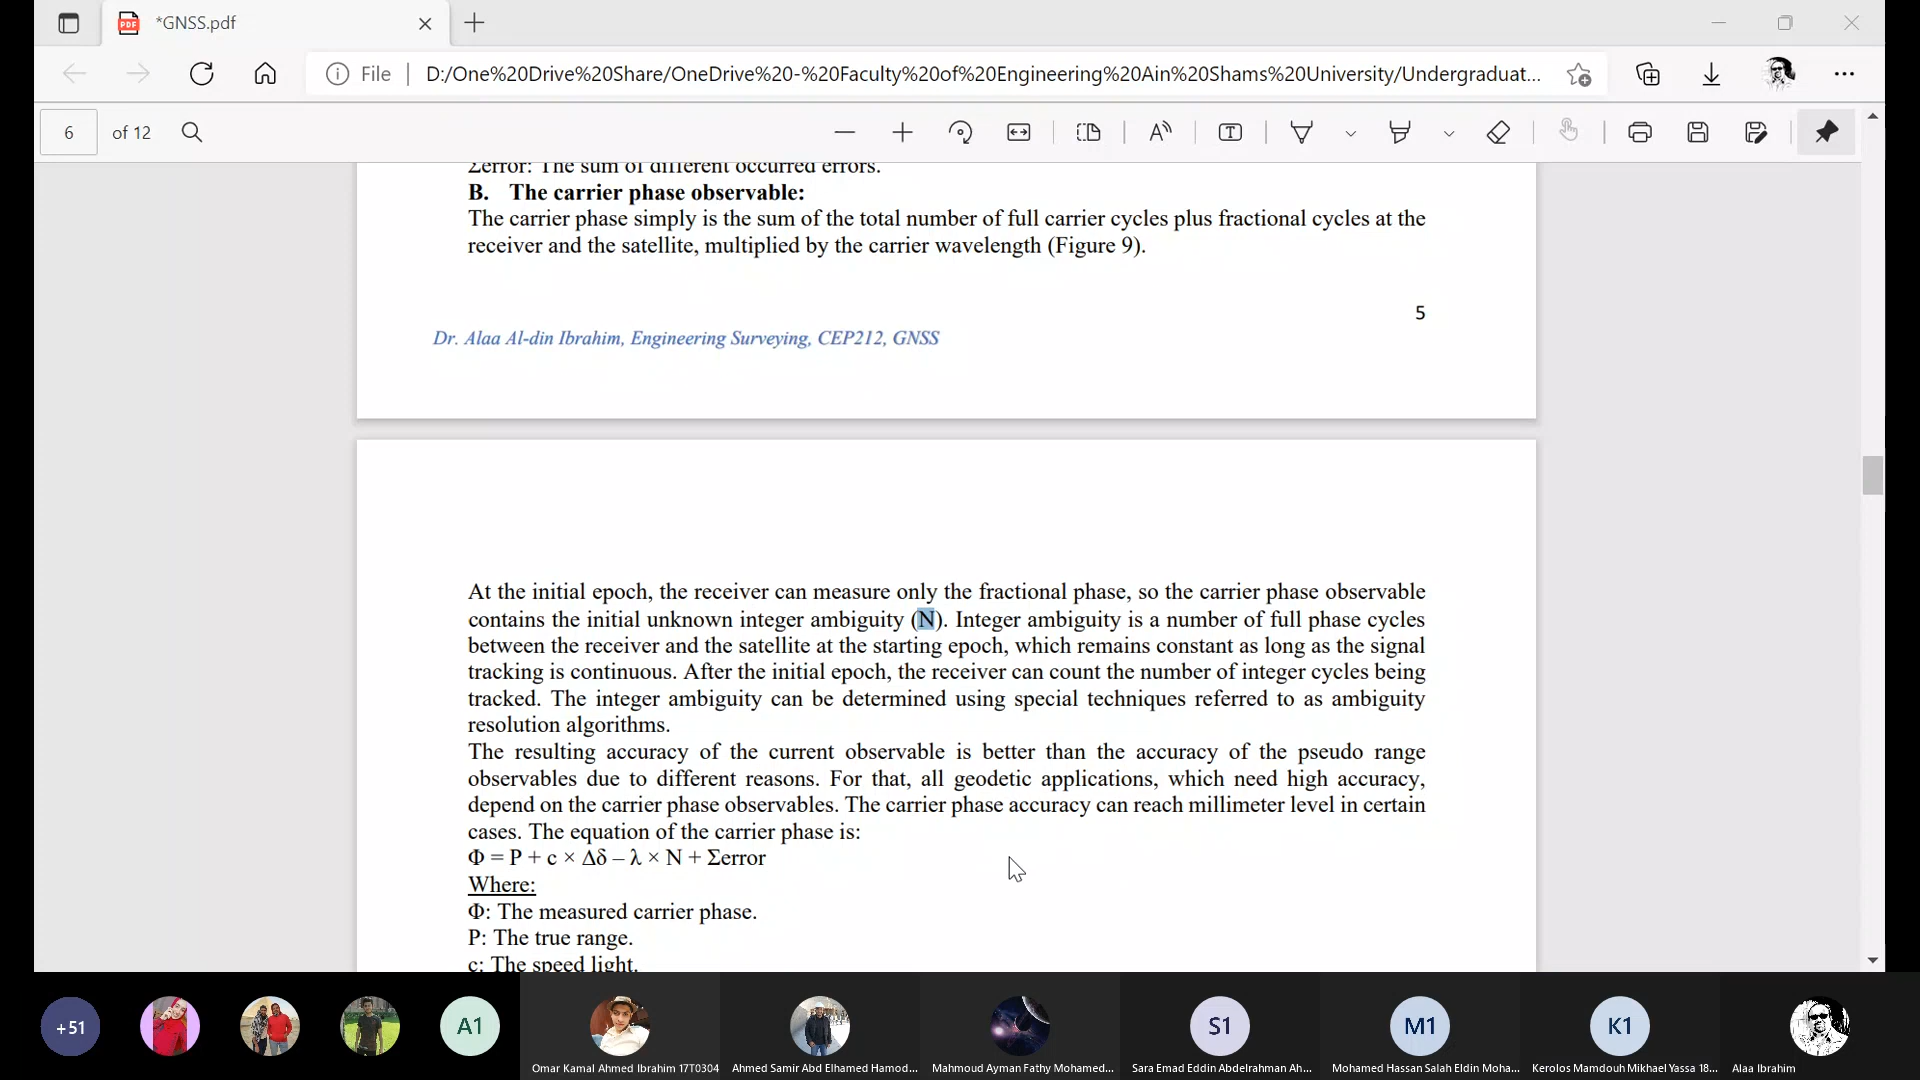 *GNSS.pdf
File
D:/One%20Drive%20Share/OneDrive%20-%20Faculty%20of%20Engineering%20Ain%20Shams%20University/Undergraduat...
6 of 12
Σerror: The sum of different occurred errors.
B. The carrier phase observable:
The carrier phase simply is the sum of the total number of full carrier cycles plus fractional cycles at the
receiver and the satellite, multiplied by the carrier wavelength (Figure 9).
5
Dr. Alaa Al-din Ibrahim, Engineering Surveying, CEP212, GNSS
At the initial epoch, the receiver can measure only the fractional phase, so the carrier phase observable
contains the initial unknown integer ambiguity (N). Integer ambiguity is a number of full phase cycles
between the receiver and the satellite at the starting epoch, which remains constant as long as the signal
tracking is continuous. After the initial epoch, the receiver can count the number of integer cycles being
tracked. The integer ambiguity can be determined using special techniques referred to as ambiguity
resolution algorithms.
The resulting accuracy of the current observable is better than the accuracy of the pseudo range
observables due to different reasons. For that, all geodetic applications, which need high accuracy,
depend on the carrier phase observables. The carrier phase accuracy can reach millimeter level in certain
cases. The equation of the carrier phase is:
Φ = P + c × Δδ – λ × N + Σerror
Where:
Φ: The measured carrier phase.
P: The true range.
c: The speed light.
+51
A1
S1
M1
K1
Omar Kamal Ahmed Ibrahim 17T0304
Ahmed Samir Abd Elhamed Hamod...
Mahmoud Ayman Fathy Mohamed...
Sara Emad Eddin Abdelrahman Ah...
Mohamed Hassan Salah Eldin Moha...
Kerolos Mamdouh Mikhael Yassa 18...
Alaa Ibrahim